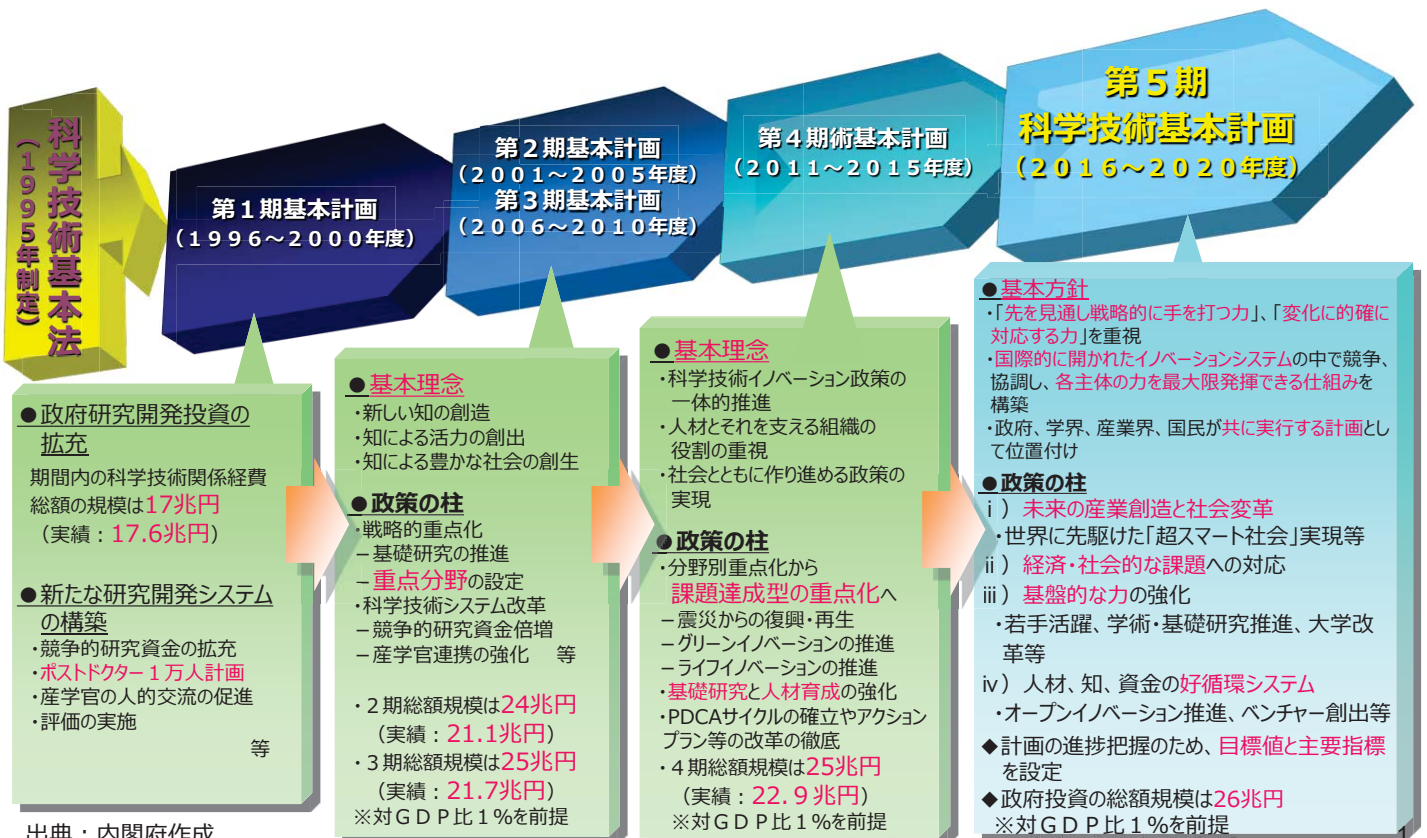 科学技術基本法
(1995年制定)
第1期基本計画
(1996~2000年度)
第2期基本計画
(2001~2005年度)
第3期基本計画
(2006~2010年度)
第4期術基本計画
(2011~2015年度)
第5期
科学技術基本計画
(2016~2020年度)
●政府研究開発投資の
拡充
期間内の科学技術関係経費
総額の規模は17兆円
(実績:17.6兆円)
●新たな研究開発システム
の構築
・競争的研究資金の拡充
・ポストドクター1万人計画
・産学官の人的交流の促進
・評価の実施
等
●基本理念
・新しい知の創造
・知による活力の創出
・知による豊かな社会の創生
●政策の柱
・戦略的重点化
-基礎研究の推進
-重点分野の設定
・科学技術システム改革
-競争的研究資金倍増
-産学官連携の強化 等
・2期総額規模は24兆円
(実績:21.1兆円)
・3期総額規模は25兆円
(実績:21.7兆円)
※対GDP比1%を前提
●基本理念
・科学技術イノベーション政策の
一体的推進
・人材とそれを支える組織の
役割の重視
・社会とともに作り進める政策の
実現
●政策の柱
・分野別重点化から
課題達成型の重点化へ
-震災からの復興・再生
-グリーンイノベーションの推進
-ライフイノベーションの推進
・基礎研究と人材育成の強化
・PDCAサイクルの確立やアクション
プラン等の改革の徹底
・4期総額規模は25兆円
(実績:22.9兆円)
※対GDP比1%を前提
●基本方針
・「先を見通し戦略的に手を打つ力」、「変化に的確に
対応する力」を重視
・国際的に開かれたイノベーションシステムの中で競争、
協調し、各主体の力を最大限発揮できる仕組みを
構築
・政府、学界、産業界、国民が共に実行する計画とし
て位置付け
●政策の柱
ⅰ)未来の産業創造と社会変革
・世界に先駆けた「超スマート社会」実現等
ⅱ)経済・社会的な課題への対応
ⅲ)基盤的な力の強化
・若手活躍、学術・基礎研究推進、大学改
革等
ⅳ)人材、知、資金の好循環システム
・オープンイノベーション推進、ベンチャー創出等
◆計画の進捗把握のため、目標値と主要指標
を設定
◆政府投資の総額規模は26兆円
※対GDP比1%を前提
出典:内閣府作成
1